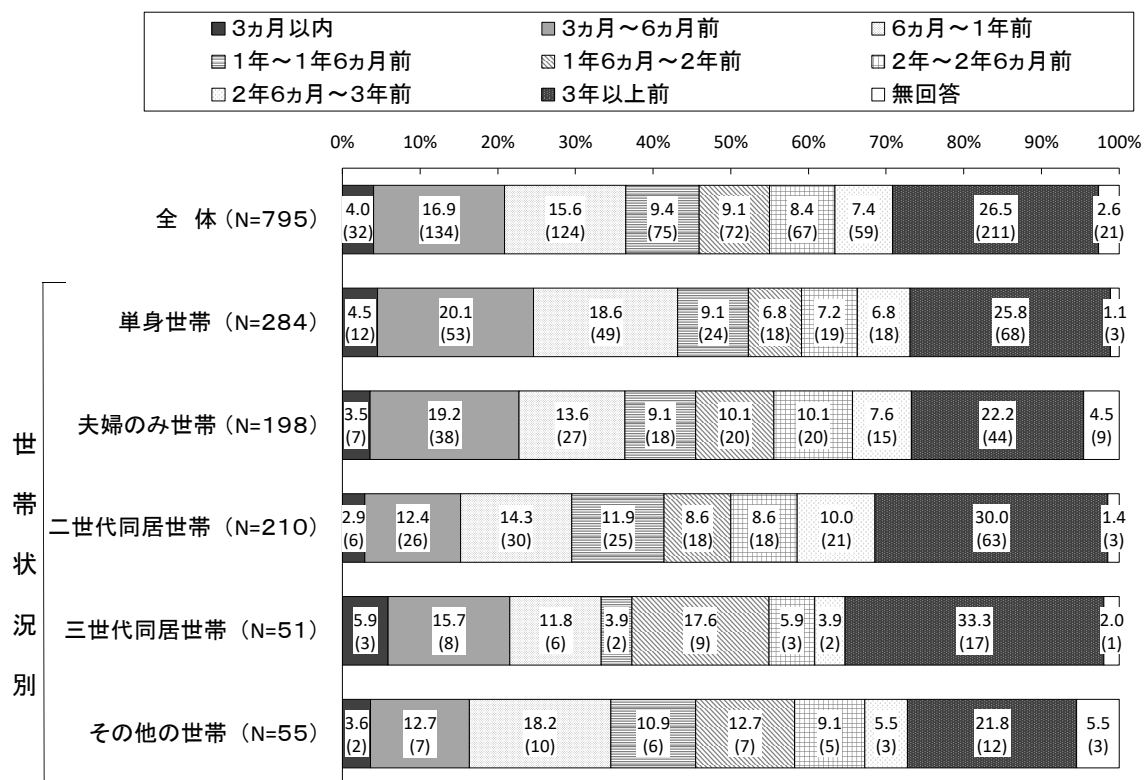 ■3ヵ月以内 ■3ヵ月～6ヵ月前 □6ヵ月～1年前
□1年～1年6ヵ月前 □1年6ヵ月～2年前 □2年～2年6ヵ月前
□2年6ヵ月～3年前 ■3年以上前 □無回答
0% 10% 20% 30% 40% 50% 60% 70% 80% 90% 100%
全 体（N=795）
4.0 16.9 15.6 9.4 9.1 8.4 7.4 26.5 2.6
(32) (134) (124) (75) (72) (67) (59) (211) (21)
世帯状況別
単身世帯（N=284）
4.5 20.1 18.6 9.1 6.8 7.2 6.8 25.8 1.1
(12) (53) (49) (24) (18) (19) (18) (68) (3)
夫婦のみ世帯（N=198）
3.5 19.2 13.6 9.1 10.1 10.1 7.6 22.2 4.5
(7) (38) (27) (18) (20) (20) (15) (44) (9)
二世代同居世帯（N=210）
2.9 12.4 14.3 11.9 8.6 8.6 10.0 30.0 1.4
(6) (26) (30) (25) (18) (18) (21) (63) (3)
三世代同居世帯（N=51）
5.9 15.7 11.8 3.9 17.6 5.9 3.9 33.3 2.0
(3) (8) (6) (2) (9) (3) (2) (17) (1)
その他の世帯（N=55）
3.6 12.7 18.2 10.9 12.7 9.1 5.5 21.8 5.5
(2) (7) (10) (6) (7) (5) (3) (12) (3)